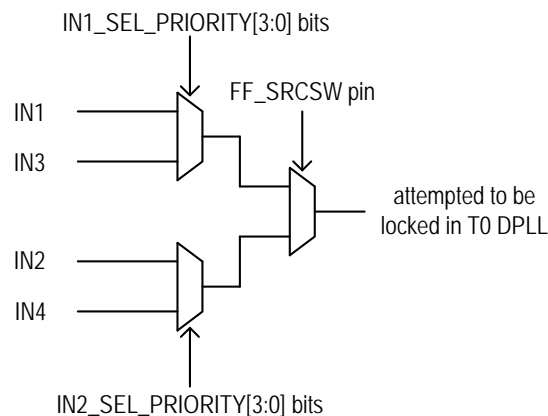 IN1_SEL_PRIORITY[3:0] bits
FF_SRCSW pin
IN1
IN3
attempted to be
locked in T0 DPLL
IN2
IN4
IN2_SEL_PRIORITY[3:0] bits